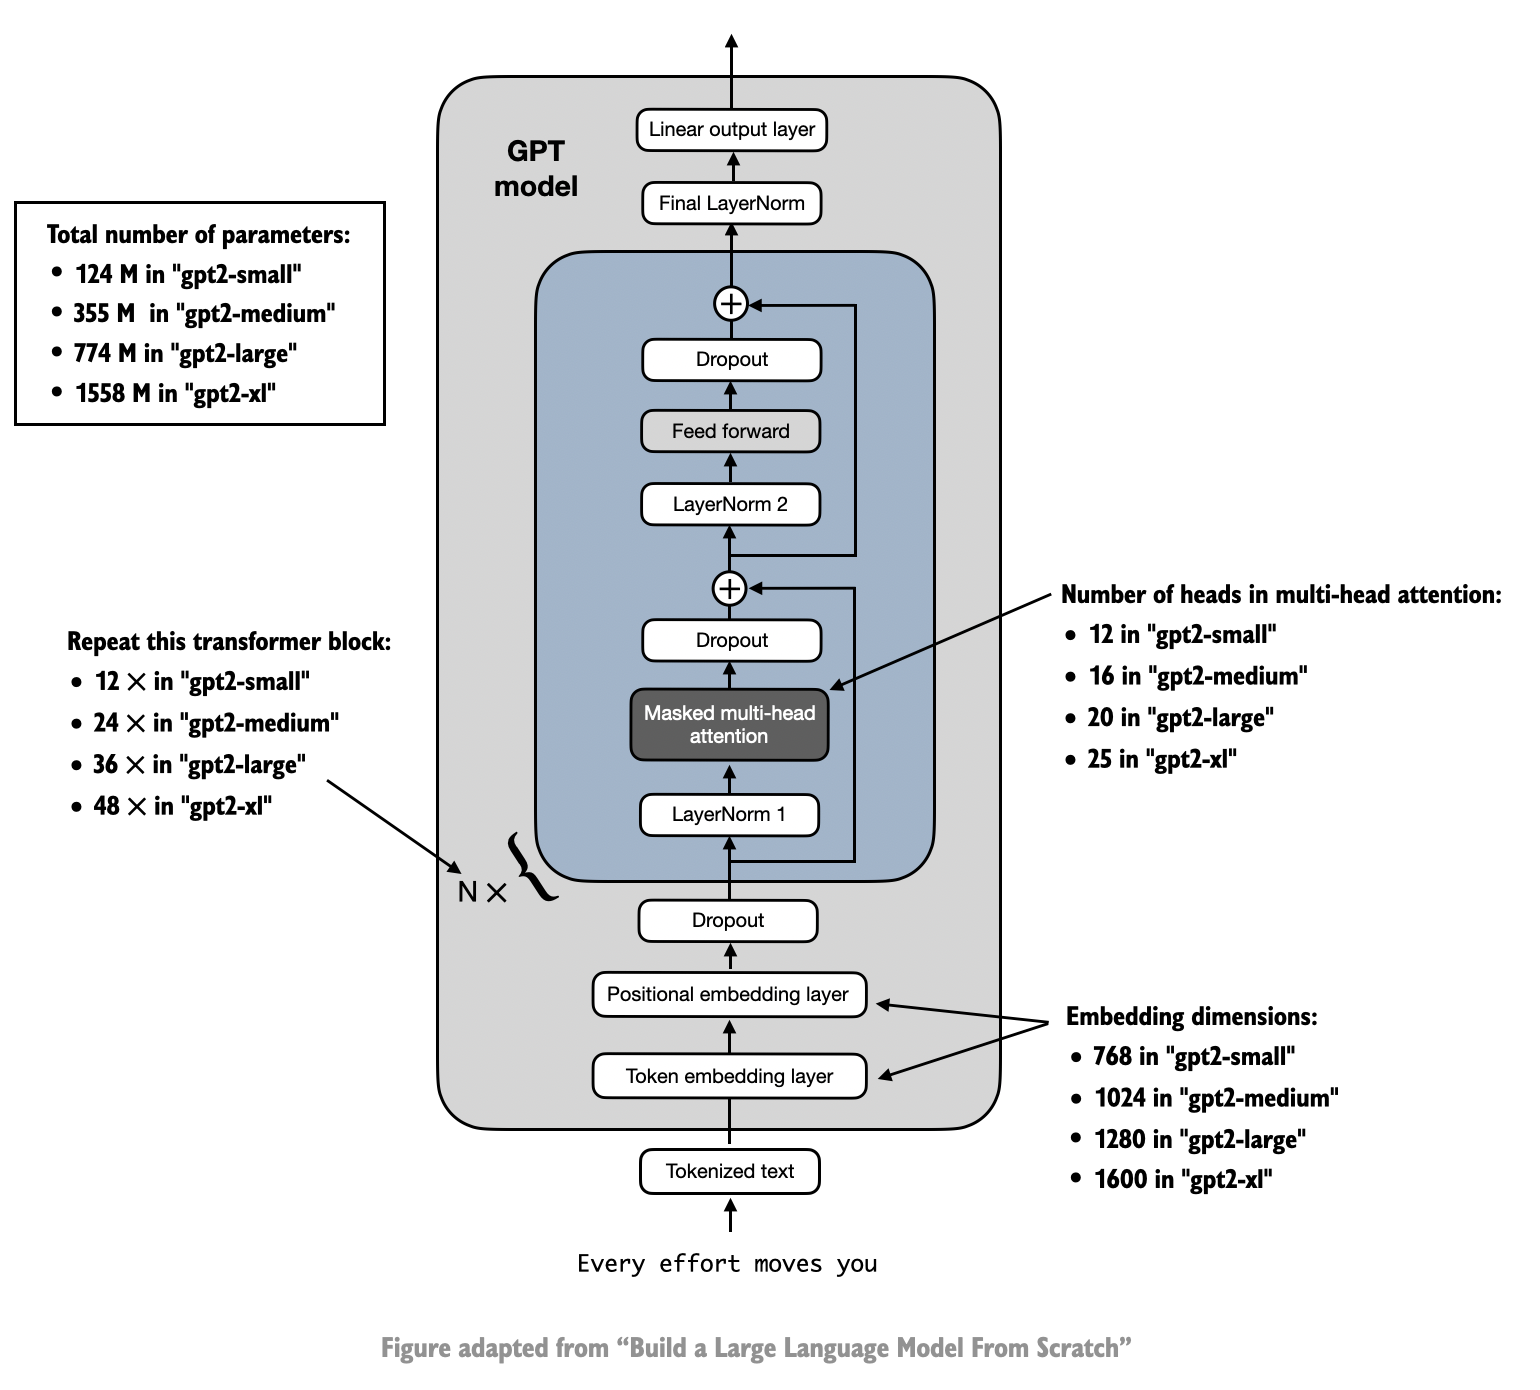 Linear output layer
GPT
model
Final LayerNorm
Total number of parameters:
• 124 M in "gpt2-small"
• 355 M  in "gpt2-medium"
• 774 M in "gpt2-large"
• 1558 M in "gpt2-xl"
+
Dropout
Feed forward
LayerNorm 2
+
Dropout
Masked multi-head
attention
LayerNorm 1
Number of heads in multi-head attention:
• 12 in "gpt2-small"
• 16 in "gpt2-medium"
• 20 in "gpt2-large"
• 25 in "gpt2-xl"
Repeat this transformer block:
• 12 × in "gpt2-small"
• 24 × in "gpt2-medium"
• 36 × in "gpt2-large"
• 48 × in "gpt2-xl"
N × {
Dropout
Positional embedding layer
Token embedding layer
Embedding dimensions:
• 768 in "gpt2-small"
• 1024 in "gpt2-medium"
• 1280 in "gpt2-large"
• 1600 in "gpt2-xl"
Tokenized text
Every effort moves you
Figure adapted from “Build a Large Language Model From Scratch”